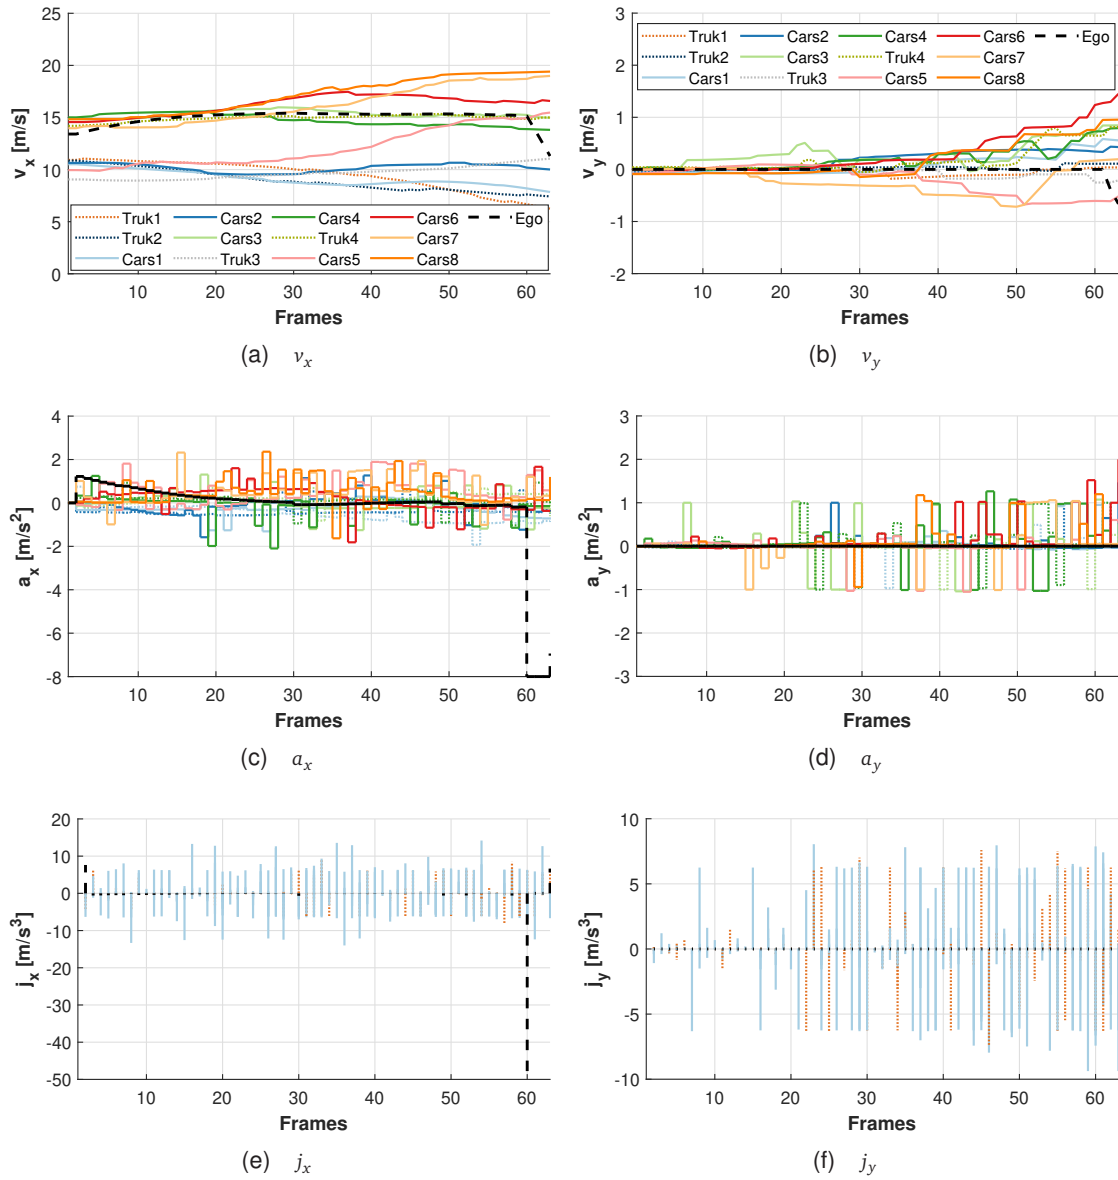 25
20
15
10
5
0
v_x [m/s]
Truk1 Cars2 Cars4 Cars6 Ego
Truk2 Cars3 Truk4 Cars7
Cars1 Truk3 Cars5 Cars8
10 20 30 40 50 60
Frames
(a) v_x
3
2
1
0
-1
-2
v_y [m/s]
Truk1 Cars2 Cars4 Cars6 Ego
Truk2 Cars3 Truk4 Cars7
Cars1 Truk3 Cars5 Cars8
10 20 30 40 50 60
Frames
(b) v_y
4
2
0
-2
-4
-6
-8
a_x [m/s²]
10 20 30 40 50 60
Frames
(c) a_x
3
2
1
0
-1
-2
-3
a_y [m/s²]
10 20 30 40 50 60
Frames
(d) a_y
20
10
0
-10
-20
-30
-40
-50
j_x [m/s³]
10 20 30 40 50 60
Frames
(e) j_x
10
5
0
-5
-10
j_y [m/s³]
10 20 30 40 50 60
Frames
(f) j_y